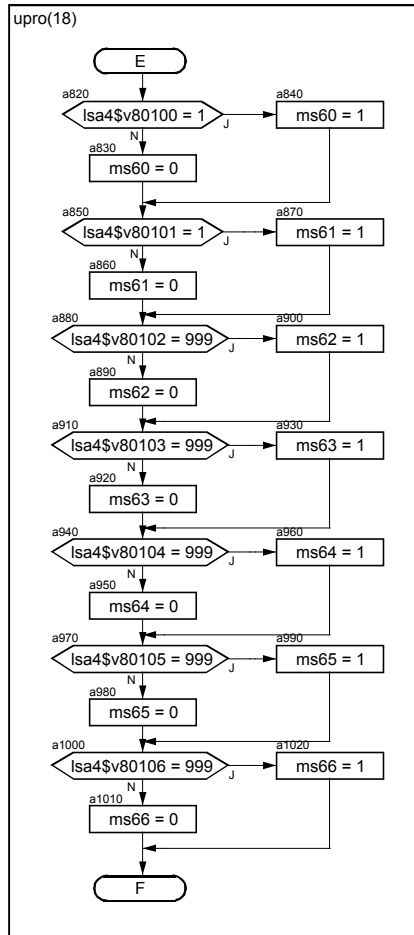 upro(18)
E
a820
lsa4$v80100 = 1
J
a840
ms60 = 1
N
a830
ms60 = 0
a850
lsa4$v80101 = 1
J
a870
ms61 = 1
N
a860
ms61 = 0
a880
lsa4$v80102 = 999
J
a900
ms62 = 1
N
a890
ms62 = 0
a910
lsa4$v80103 = 999
J
a930
ms63 = 1
N
a920
ms63 = 0
a940
lsa4$v80104 = 999
J
a960
ms64 = 1
N
a950
ms64 = 0
a970
lsa4$v80105 = 999
J
a990
ms65 = 1
N
a980
ms65 = 0
a1000
lsa4$v80106 = 999
J
a1020
ms66 = 1
N
a1010
ms66 = 0
F